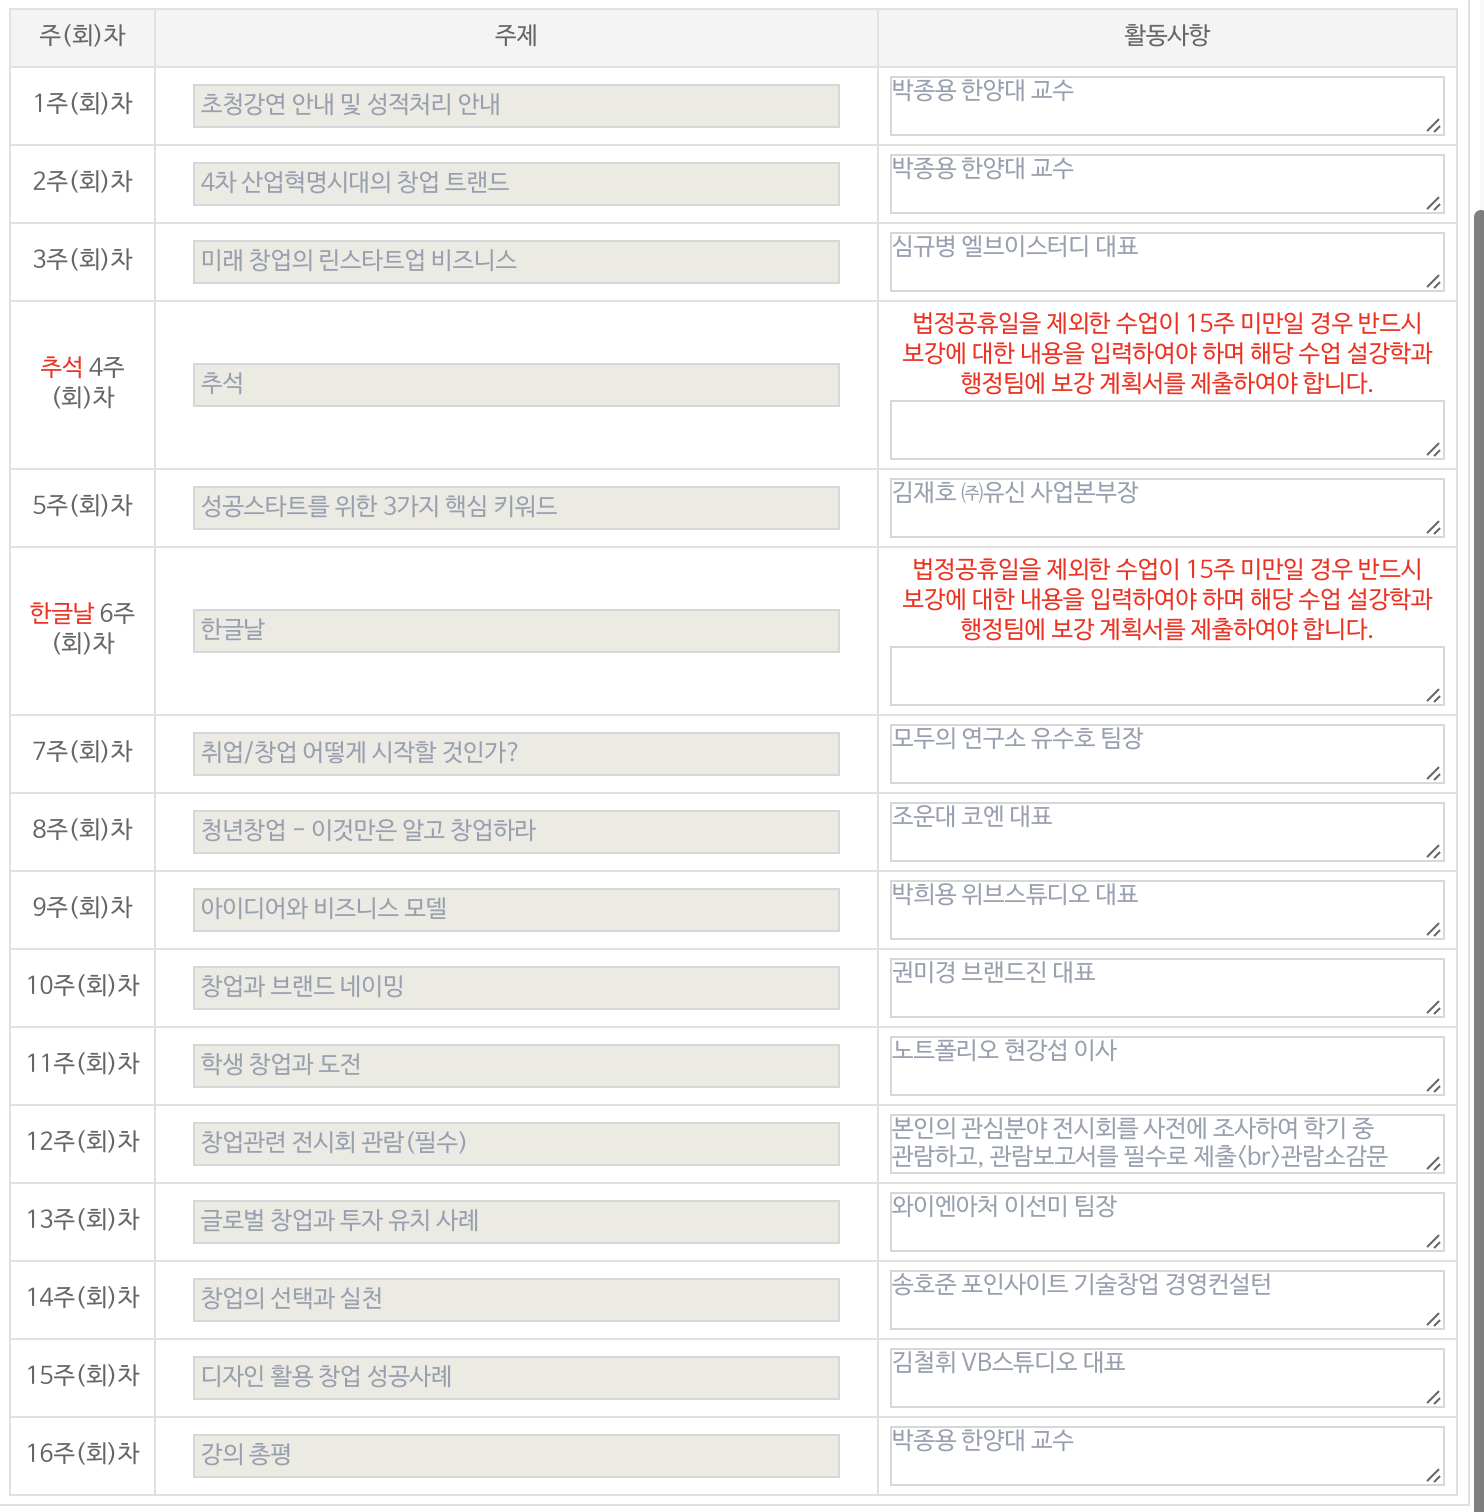 주(회)차 주제 활동사항
1주(회)차 초청강연 안내 및 성적처리 안내 박종용 한양대 교수
2주(회)차 4차 산업혁명시대의 창업 트랜드 박종용 한양대 교수
3주(회)차 미래 창업의 린스타트업 비즈니스 심규병 엘브이스터디 대표
추석 4주
(회)차
추석
법정공휴일을 제외한 수업이 15주 미만일 경우 반드시
보강에 대한 내용을 입력하여야 하며 해당 수업 설강학과
행정팀에 보강 계획서를 제출하여야 합니다.
5주(회)차 성공스타트를 위한 3가지 핵심 키워드 김재호 ㈜유신 사업본부장
한글날 6주
(회)차
한글날
법정공휴일을 제외한 수업이 15주 미만일 경우 반드시
보강에 대한 내용을 입력하여야 하며 해당 수업 설강학과
행정팀에 보강 계획서를 제출하여야 합니다.
7주(회)차 취업/창업 어떻게 시작할 것인가? 모두의 연구소 유수호 팀장
8주(회)차 청년창업 - 이것만은 알고 창업하라 조운대 코엔 대표
9주(회)차 아이디어와 비즈니스 모델 박희용 위브스튜디오 대표
10주(회)차 창업과 브랜드 네이밍 권미경 브랜드진 대표
11주(회)차 학생 창업과 도전 노트폴리오 현강섭 이사
12주(회)차 창업관련 전시회 관람(필수)
본인의 관심분야 전시회를 사전에 조사하여 학기 중
관람하고, 관람보고서를 필수로 제출<br>관람소감문
13주(회)차 글로벌 창업과 투자 유치 사례 와이엔아처 이선미 팀장
14주(회)차 창업의 선택과 실천 송호준 포인사이트 기술창업 경영컨설턴
15주(회)차 디자인 활용 창업 성공사례 김철휘 VB스튜디오 대표
16주(회)차 강의 총평 박종용 한양대 교수